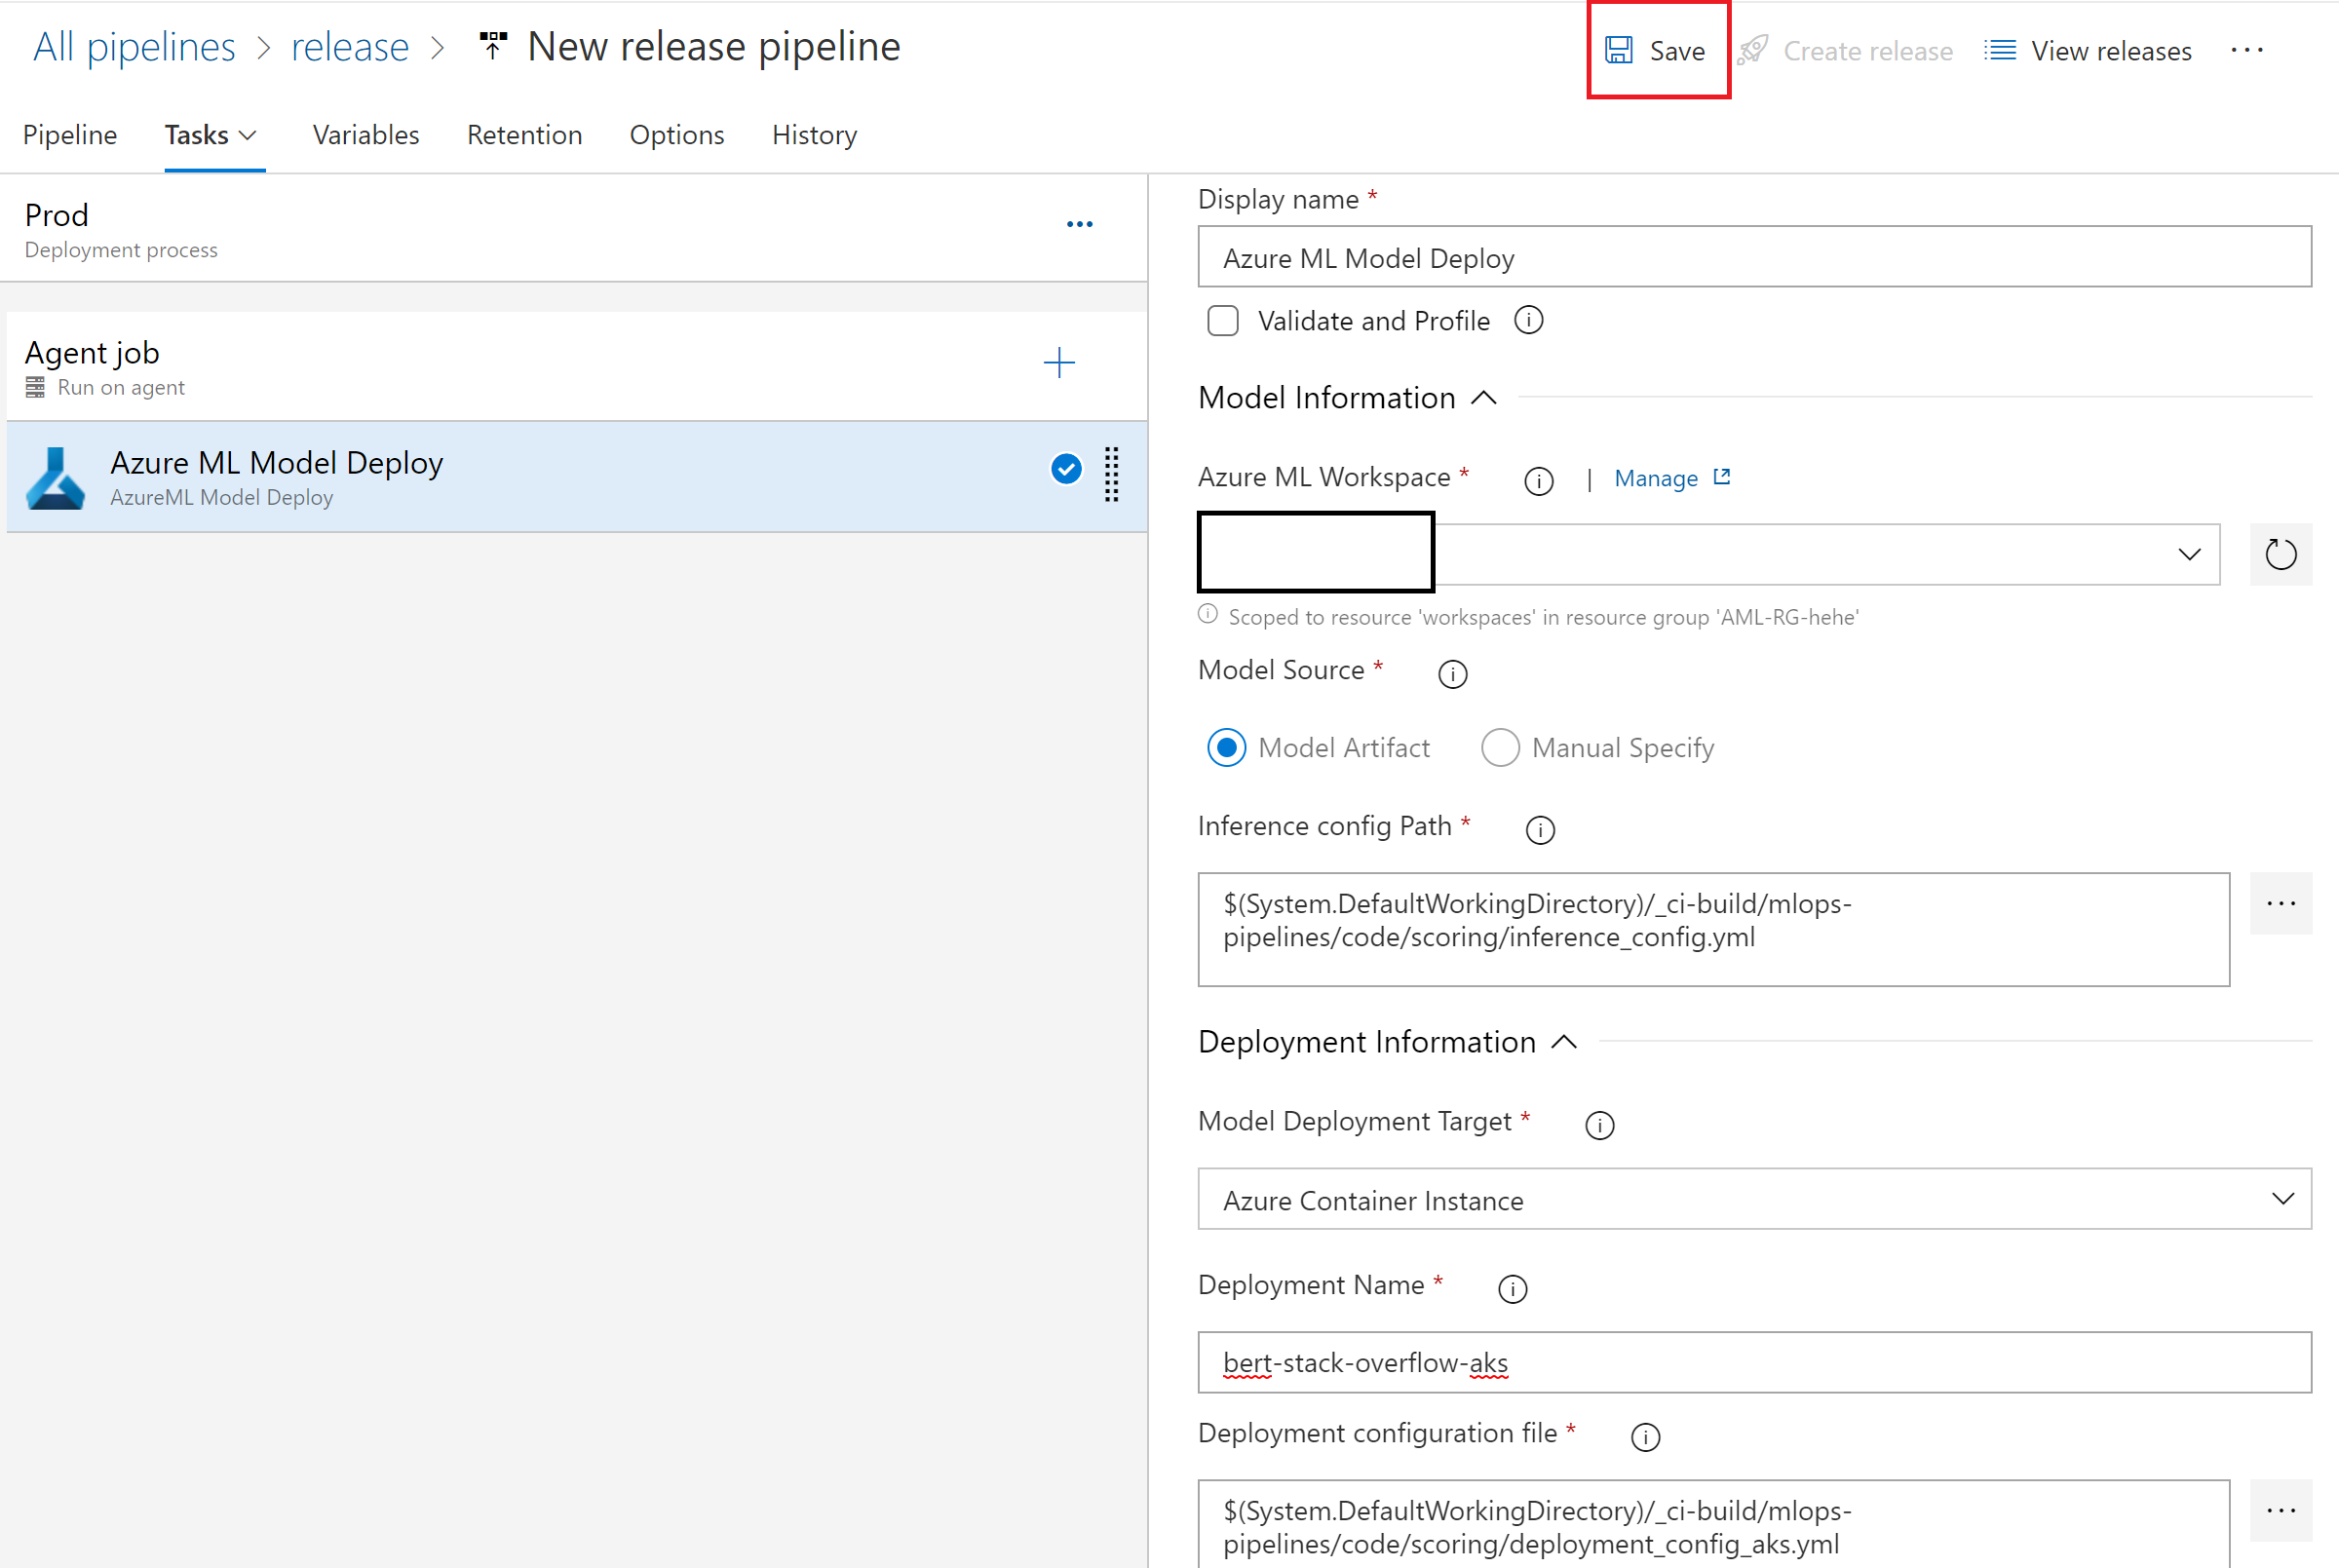 All pipelines > release > New release pipeline
Save
Create release
View releases
...
Pipeline
Tasks
Variables
Retention
Options
History
Prod
Deployment process
Agent job
Run on agent
Azure ML Model Deploy
AzureML Model Deploy
Display name *
Azure ML Model Deploy
Validate and Profile
Model Information
Azure ML Workspace * | Manage
Scoped to resource 'workspaces' in resource group 'AML-RG-hehe'
Model Source *
Model Artifact
Manual Specify
Inference config Path *
$(System.DefaultWorkingDirectory)/_ci-build/mlops-
pipelines/code/scoring/inference_config.yml
Deployment Information
Model Deployment Target *
Azure Container Instance
Deployment Name *
bert-stack-overflow-aks
Deployment configuration file *
$(System.DefaultWorkingDirectory)/_ci-build/mlops-
pipelines/code/scoring/deployment_config_aks.yml